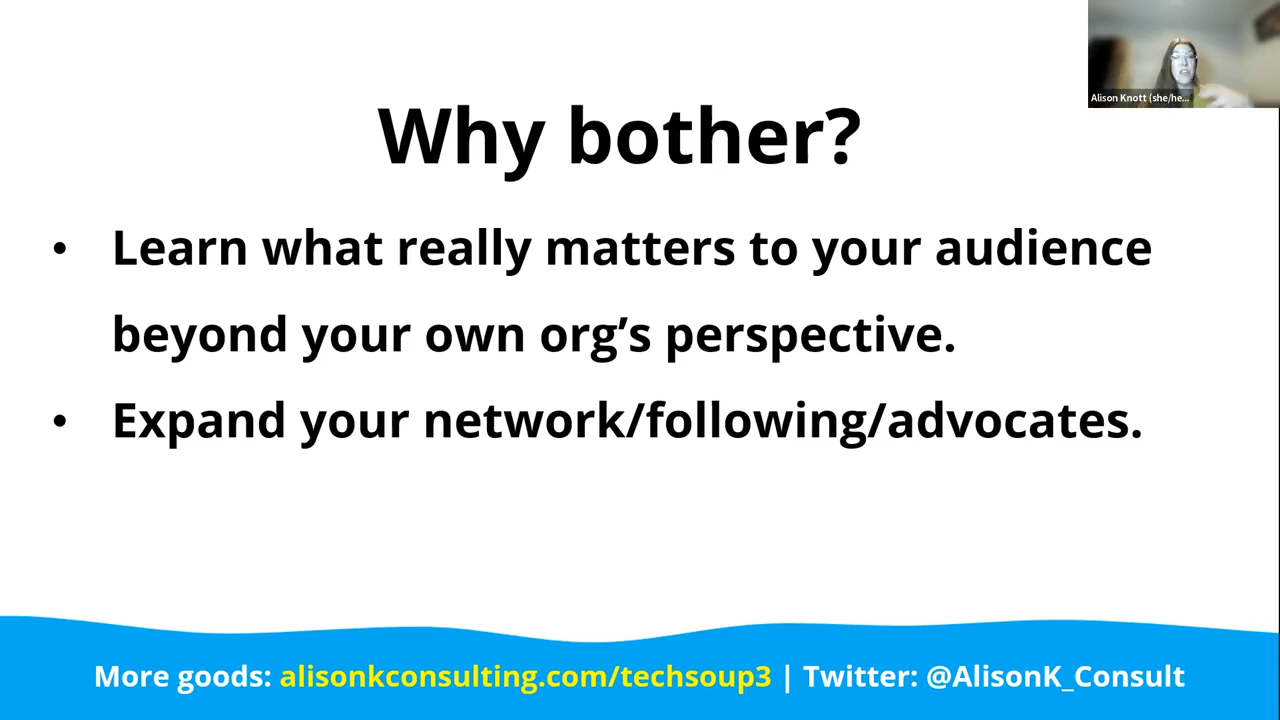 Alison Knott (she/he...
Why bother?
• Learn what really matters to your audience
beyond your own org’s perspective.
• Expand your network/following/advocates.
More goods: alisonkconsulting.com/techsoup3 | Twitter: @AlisonK_Consult